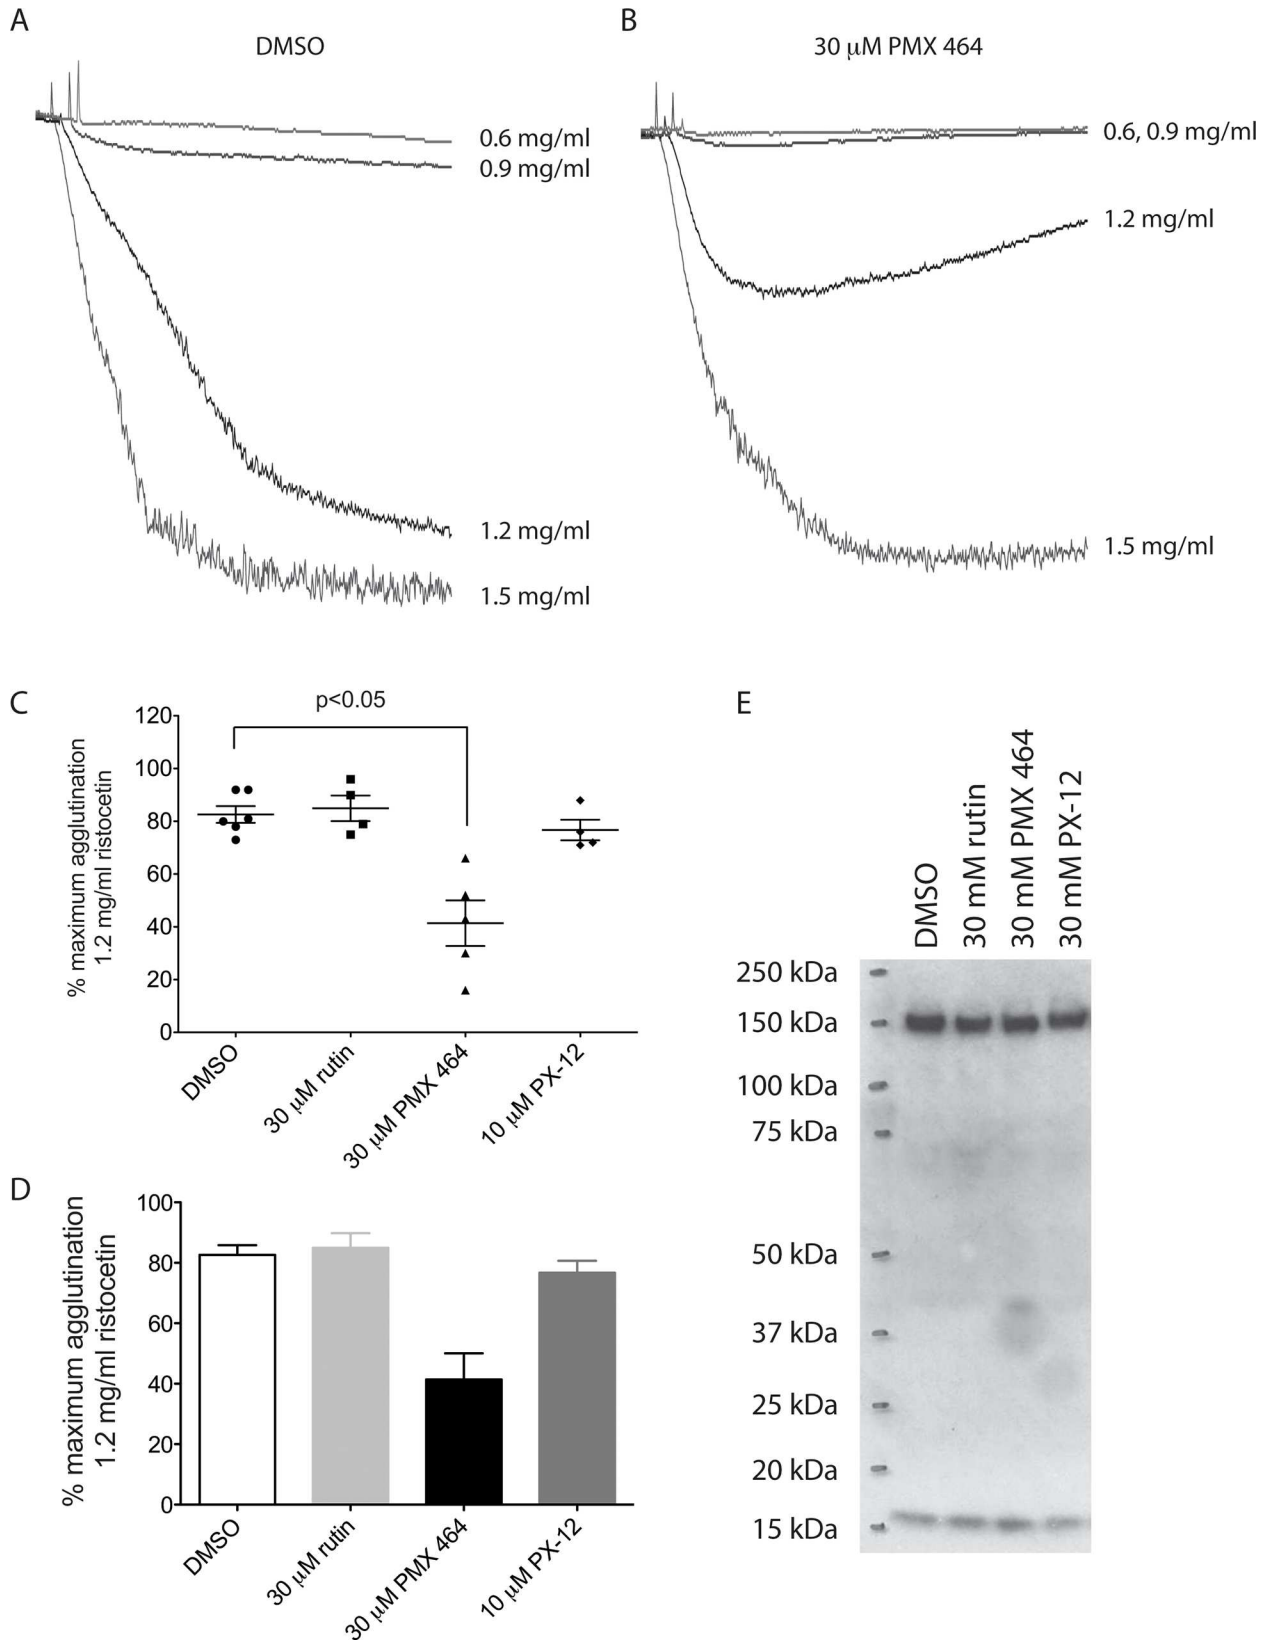 A
DMSO
0.6 mg/ml
0.9 mg/ml
1.2 mg/ml
1.5 mg/ml
B
30 µM PMX 464
0.6, 0.9 mg/ml
1.2 mg/ml
1.5 mg/ml
C
p<0.05
% maximum agglutination
1.2 mg/ml ristocetin
120
100
80
60
40
20
0
DMSO
30 µM rutin
30 µM PMX 464
10 µM PX-12
D
% maximum agglutination
1.2 mg/ml ristocetin
100
80
60
40
20
0
DMSO
30 µM rutin
30 µM PMX 464
10 µM PX-12
E
DMSO
30 mM rutin
30 mM PMX 464
30 mM PX-12
250 kDa
150 kDa
100 kDa
75 kDa
50 kDa
37 kDa
25 kDa
20 kDa
15 kDa